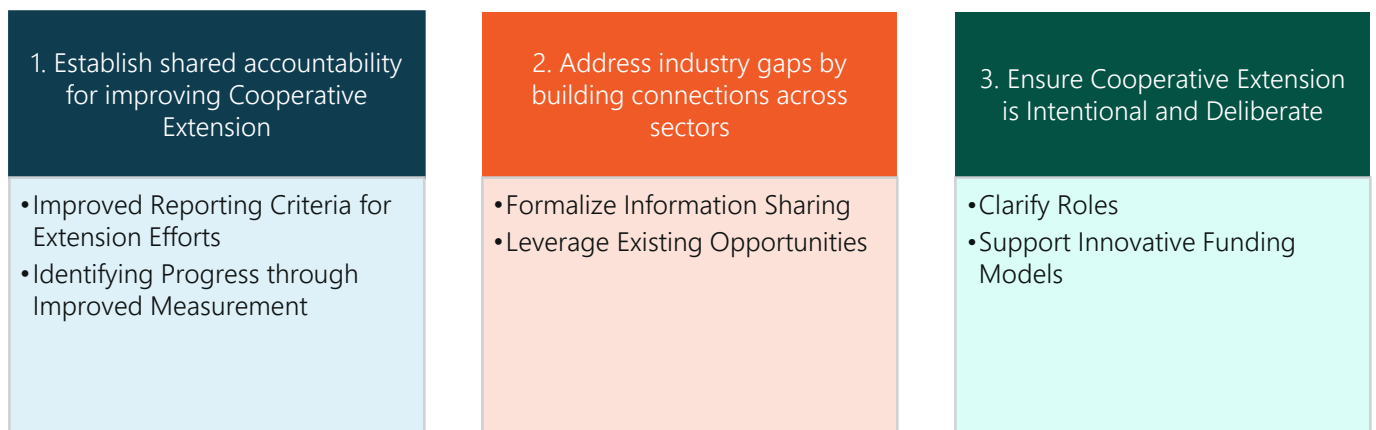 1. Establish shared accountability
for improving Cooperative
Extension
•Improved Reporting Criteria for
Extension Efforts
•Identifying Progress through
Improved Measurement
2. Address industry gaps by
building connections across
sectors
•Formalize Information Sharing
•Leverage Existing Opportunities
3. Ensure Cooperative Extension
is Intentional and Deliberate
•Clarify Roles
•Support Innovative Funding
Models